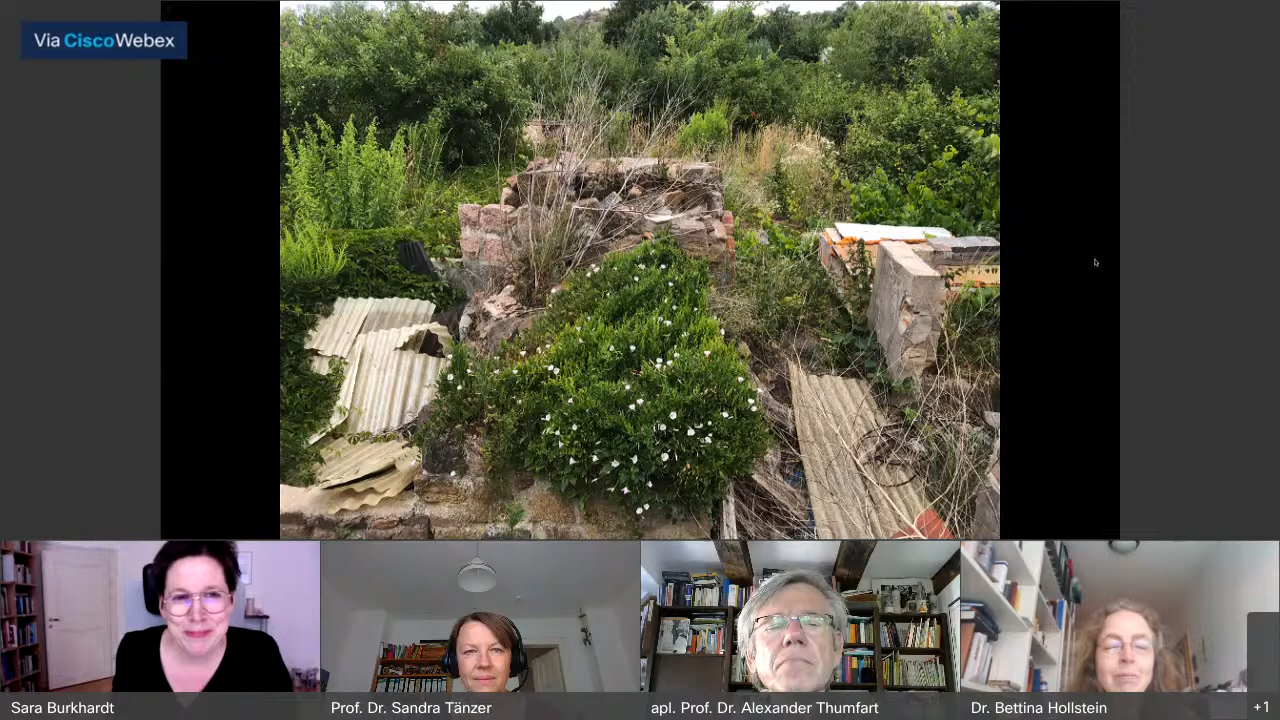 Via CiscoWebex
Sara Burkhardt
Prof. Dr. Sandra Tänzer
apl. Prof. Dr. Alexander Thumfart
Dr. Bettina Hollstein
+1